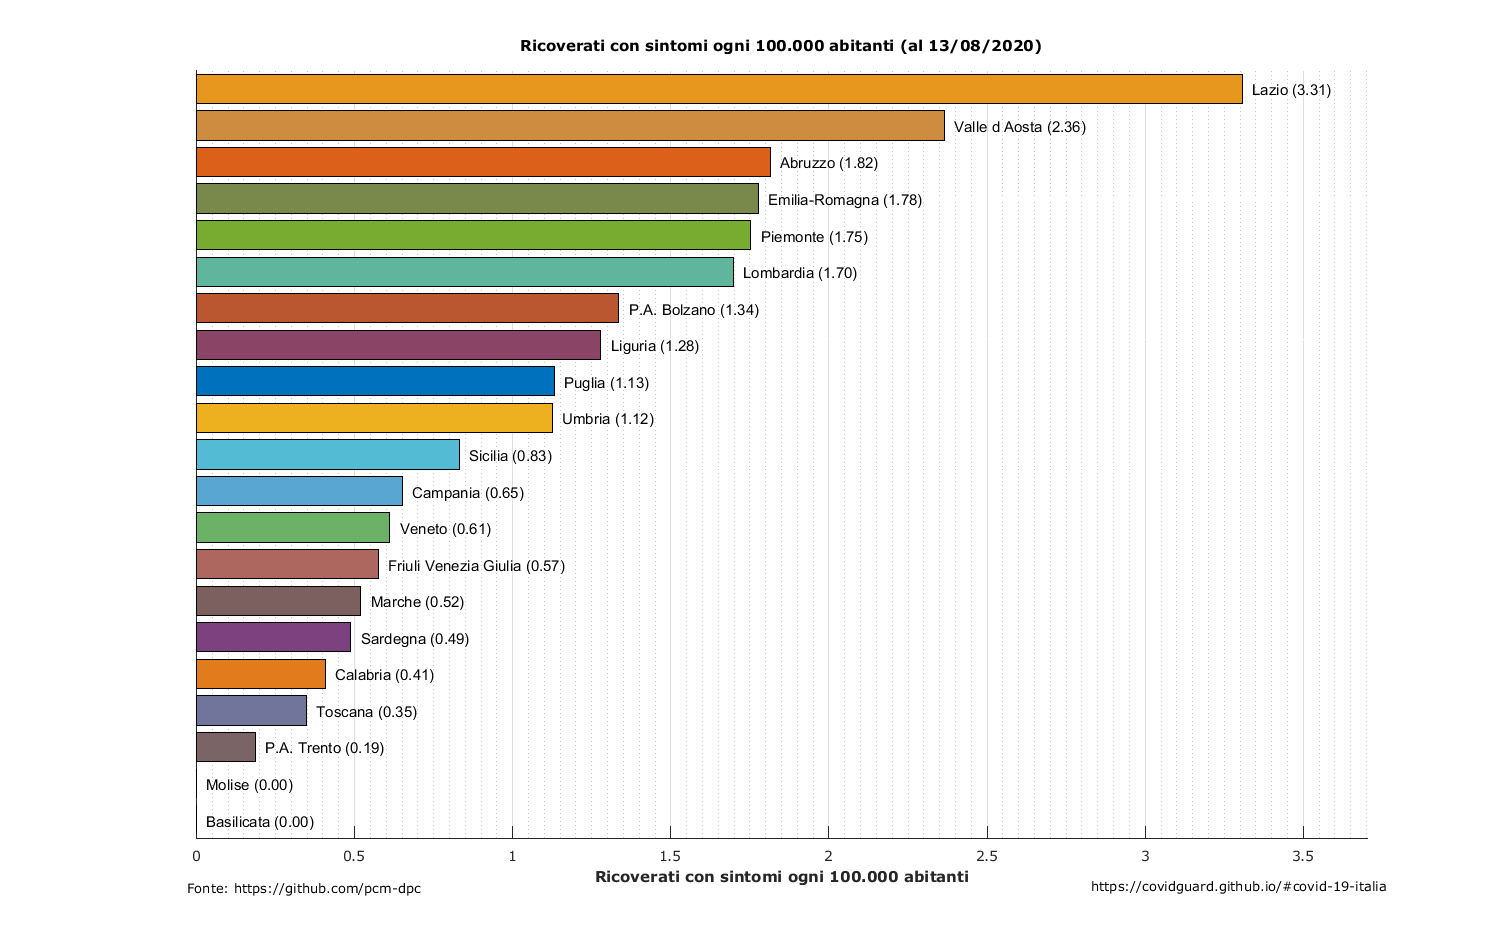 Ricoverati con sintomi ogni 100.000 abitanti (al 13/08/2020)
Lazio (3.31)
Valle d Aosta (2.36)
Abruzzo (1.82)
Emilia-Romagna (1.78)
Piemonte (1.75)
Lombardia (1.70)
P.A. Bolzano (1.34)
Liguria (1.28)
Puglia (1.13)
Umbria (1.12)
Sicilia (0.83)
Campania (0.65)
Veneto (0.61)
Friuli Venezia Giulia (0.57)
Marche (0.52)
Sardegna (0.49)
Calabria (0.41)
Toscana (0.35)
P.A. Trento (0.19)
Molise (0.00)
Basilicata (0.00)
0 0.5 1 1.5 2 2.5 3 3.5
Ricoverati con sintomi ogni 100.000 abitanti
Fonte: https://github.com/pcm-dpc
https://covidguard.github.io/#covid-19-italia